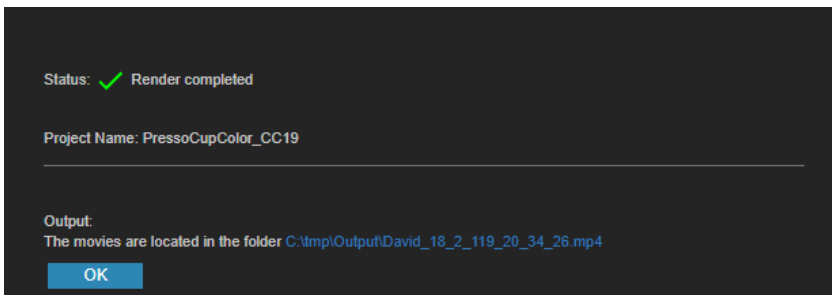 Status: Render completed
Project Name: PressoCupColor_CC19
Output:
The movies are located in the folder C:\tmp\Output\David_18_2_119_20_34_26.mp4
OK